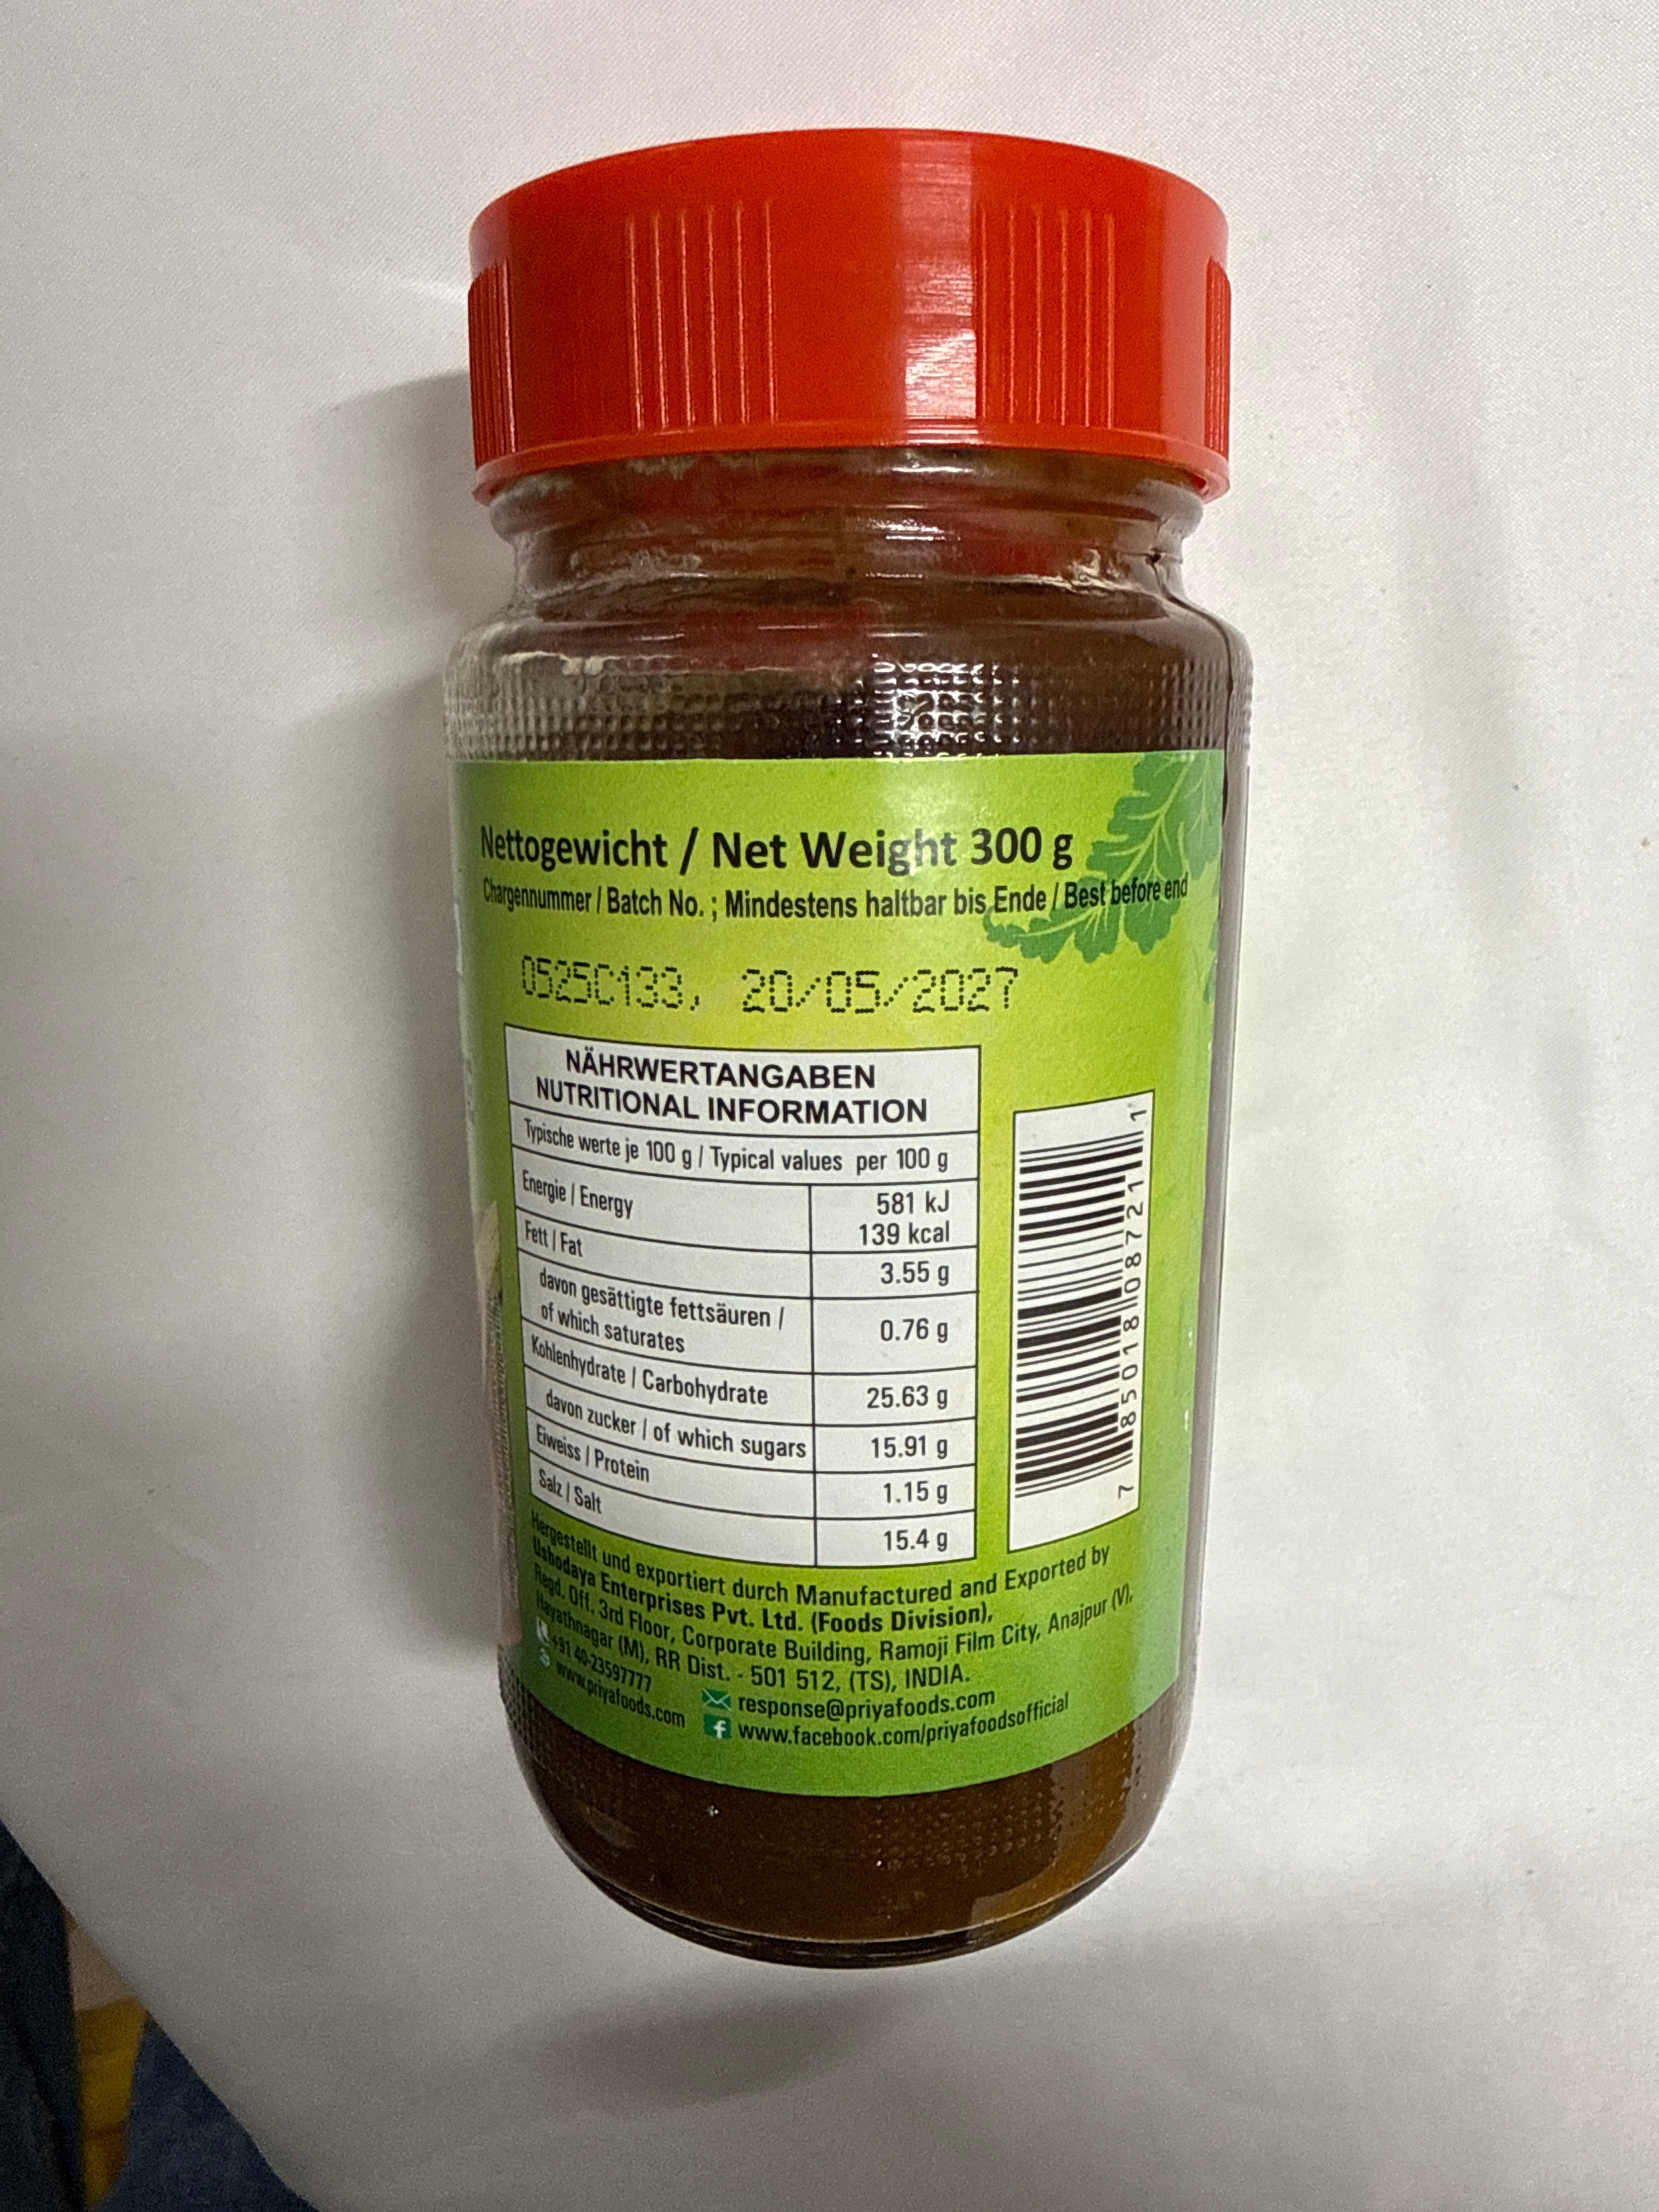 Nettogewicht / Net Weight 300 g
Chargennummer / Batch No. ; Mindestens haltbar bis Ende / Best before end
0525C133, 20/05/2027
NÄHRWERTANGABEN
NUTRITIONAL INFORMATION
Typische werte je 100 g / Typical values per 100 g
Energie / Energy 581 kJ
139 kcal
Fett / Fat 3.55 g
davon gesättigte fettsäuren /
of which saturates 0.76 g
Kohlenhydrate / Carbohydrate 25.63 g
davon zucker / of which sugars 15.91 g
Eiweiss / Protein 1.15 g
Salz / Salt 15.4 g
7 85018 08721 1
Hergestellt und exportiert durch Manufactured and Exported by
Ushodaya Enterprises Pvt. Ltd. (Foods Division),
Regd. Off. 3rd Floor, Corporate Building, Ramoji Film City, Anajpur (V),
Hayathnagar (M), RR Dist. - 501 512, (TS), INDIA.
+91 40-23597777 response@priyafoods.com
www.priyafoods.com www.facebook.com/priyafoodsofficial